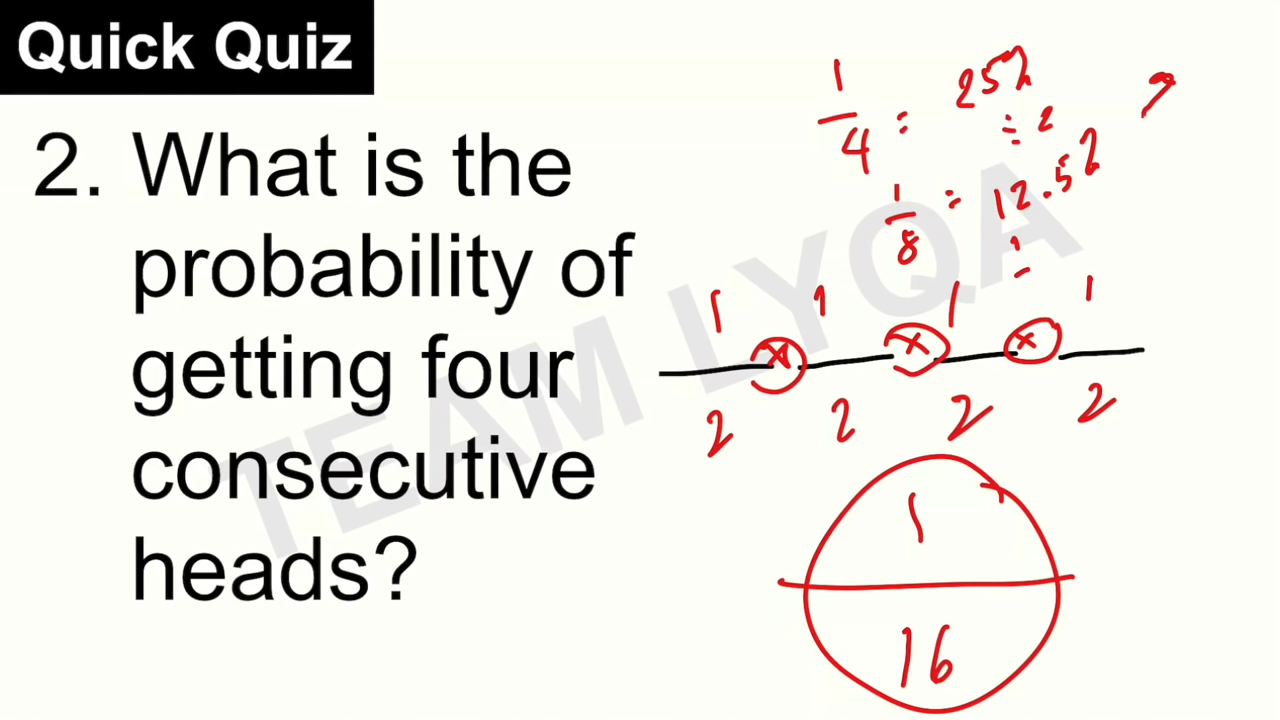 Quick Quiz
2. What is the
probability of
getting four
consecutive
heads?
TEAM LYQA
1/4 = 25%
÷ 2
1/8 = 12.5%
1 1 1 1
× × ×
2 2 2 2
1
16